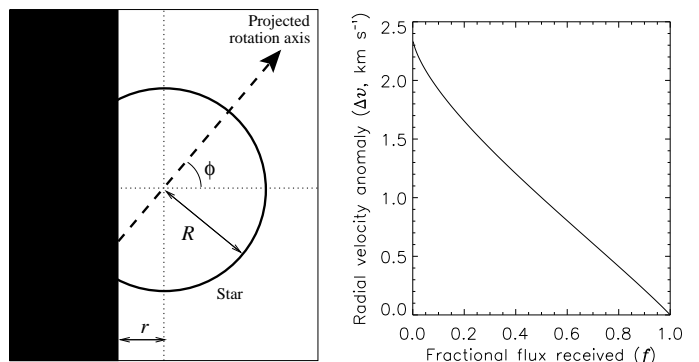 Projected
rotation axis
ϕ
R
Star
r
Radial velocity anomaly (Δv, km s⁻¹)
2.5
2.0
1.5
1.0
0.5
0.0
0.0 0.2 0.4 0.6 0.8 1.0
Fractional flux received (f)